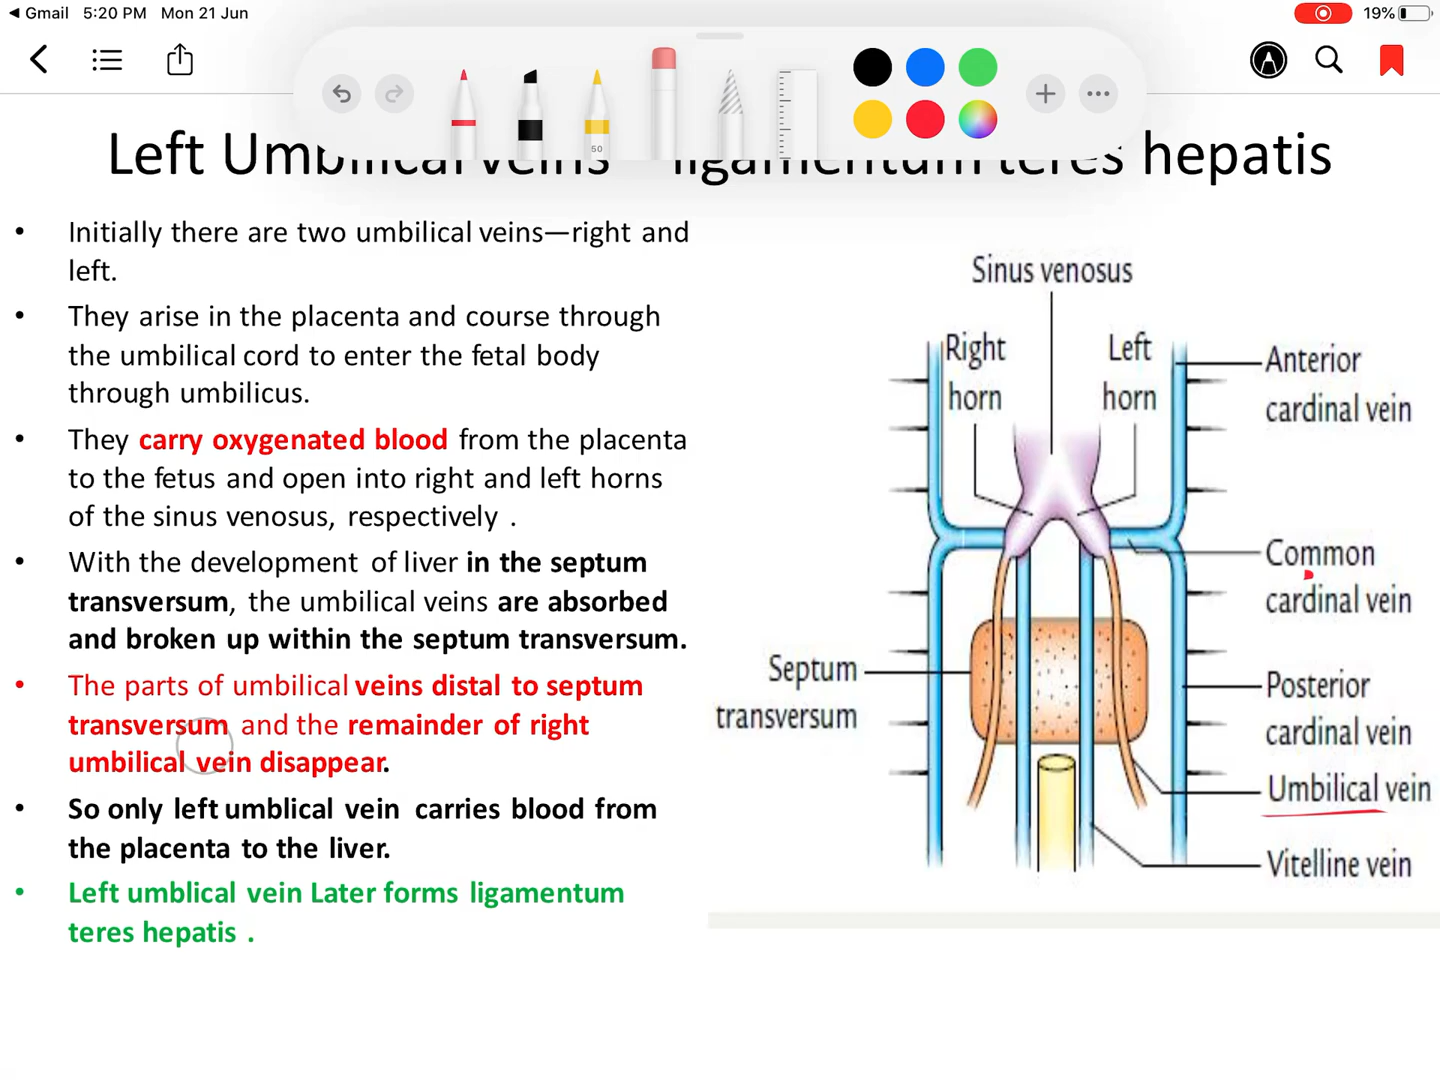 Gmail 5:20 PM Mon 21 Jun
19%
50
Left Umbilical veins ligamentum teres hepatis
• Initially there are two umbilical veins—right and
left.
• They arise in the placenta and course through
the umbilical cord to enter the fetal body
through umbilicus.
• They carry oxygenated blood from the placenta
to the fetus and open into right and left horns
of the sinus venosus, respectively .
• With the development of liver in the septum
transversum, the umbilical veins are absorbed
and broken up within the septum transversum.
• The parts of umbilical veins distal to septum
transversum and the remainder of right
umbilical vein disappear.
• So only left umblical vein carries blood from
the placenta to the liver.
• Left umblical vein Later forms ligamentum
teres hepatis .
Sinus venosus
Right
horn
Left
horn
Anterior
cardinal vein
Common
cardinal vein
Septum
transversum
Posterior
cardinal vein
Umbilical vein
Vitelline vein